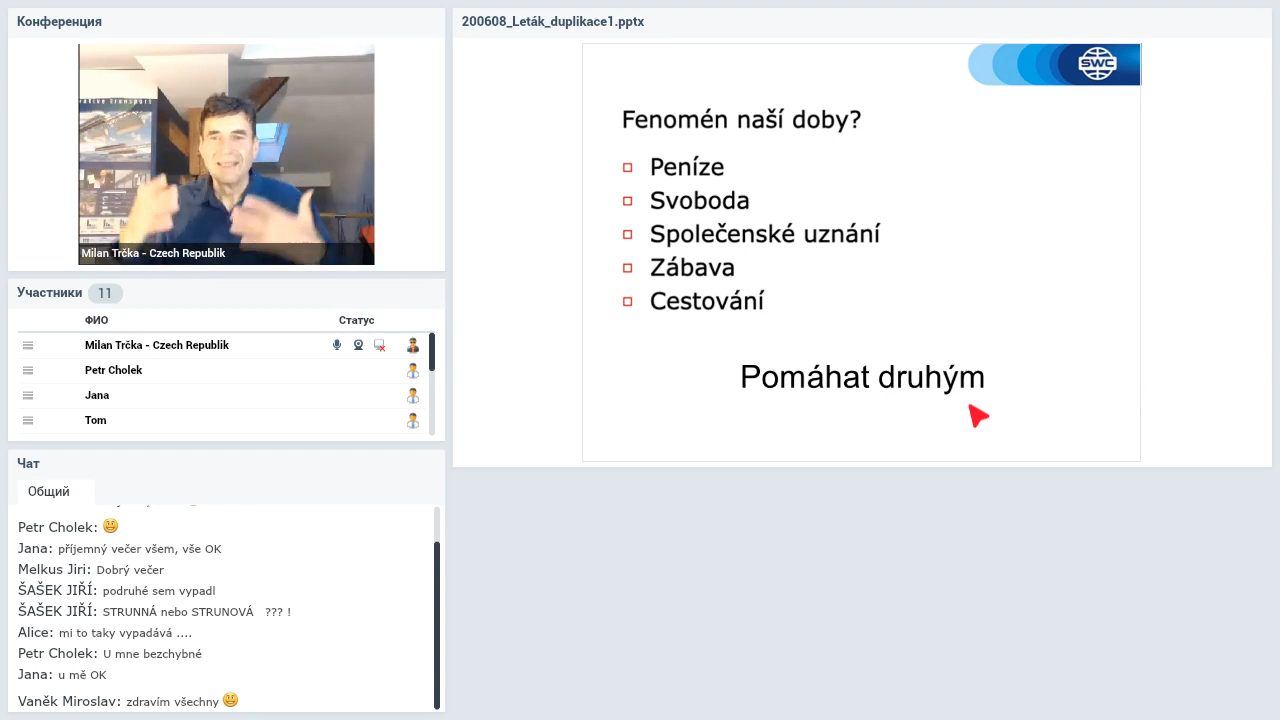 Конференция
rative transport
Milan Trčka - Czech Republik
Участники 11
ФИО Статус
Milan Trčka - Czech Republik
Petr Cholek
Jana
Tom
Чат
Общий
Petr Cholek:
Jana: příjemný večer všem, vše OK
Melkus Jiri: Dobrý večer
ŠAŠEK JIŘÍ: podruhé sem vypadl
ŠAŠEK JIŘÍ: STRUNNÁ nebo STRUNOVÁ ??? !
Alice: mi to taky vypadává ....
Petr Cholek: U mne bezchybné
Jana: u mě OK
Vaněk Miroslav: zdravím všechny
200608_Leták_duplikace1.pptx
SWC
Fenomén naší doby?
Peníze
Svoboda
Společenské uznání
Zábava
Cestování
Pomáhat druhým